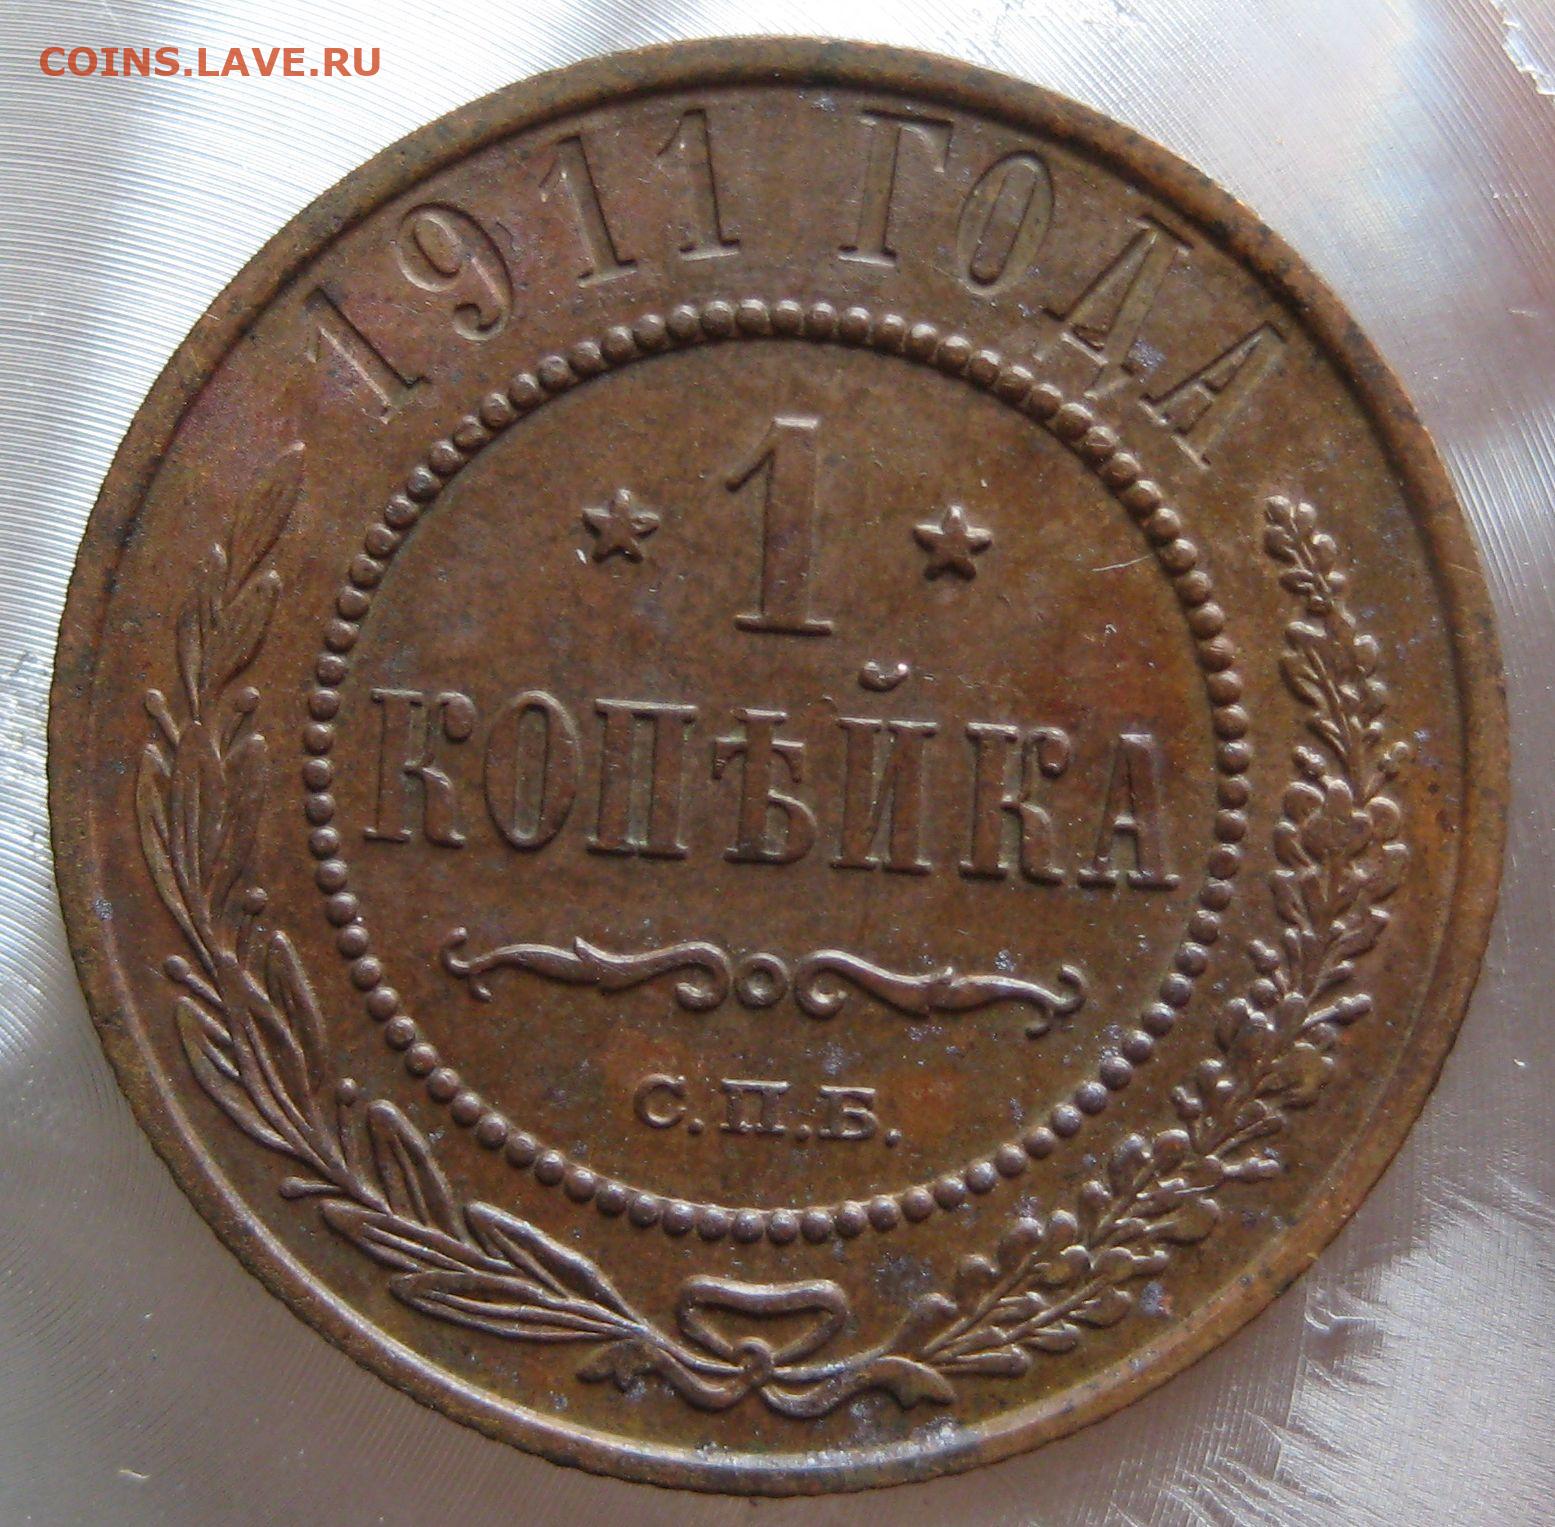 COINS.LAVE.RU
1911 ГОДА
1
КОПѢЙКА
С.П.Б.